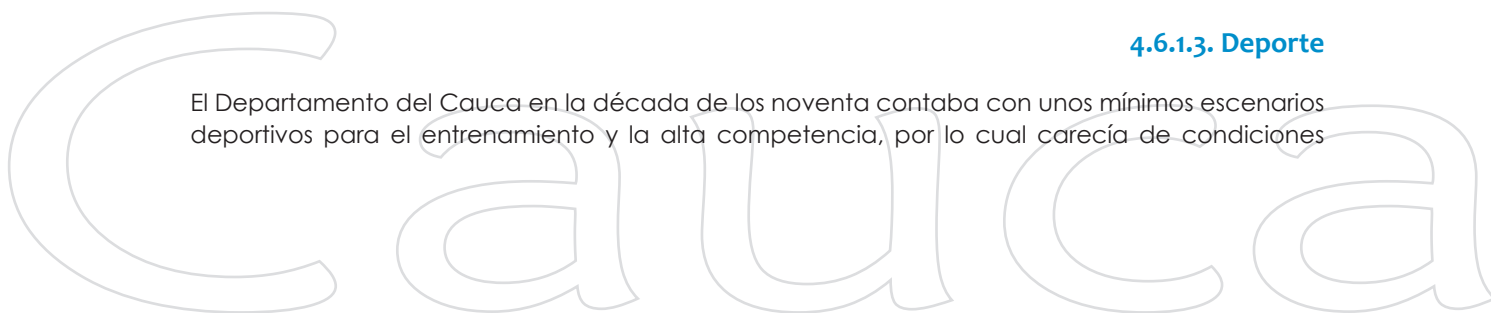 4.6.1.3. Deporte
El Departamento del Cauca en la década de los noventa contaba con unos mínimos escenarios
deportivos para el entrenamiento y la alta competencia, por lo cual carecía de condiciones
Cauca